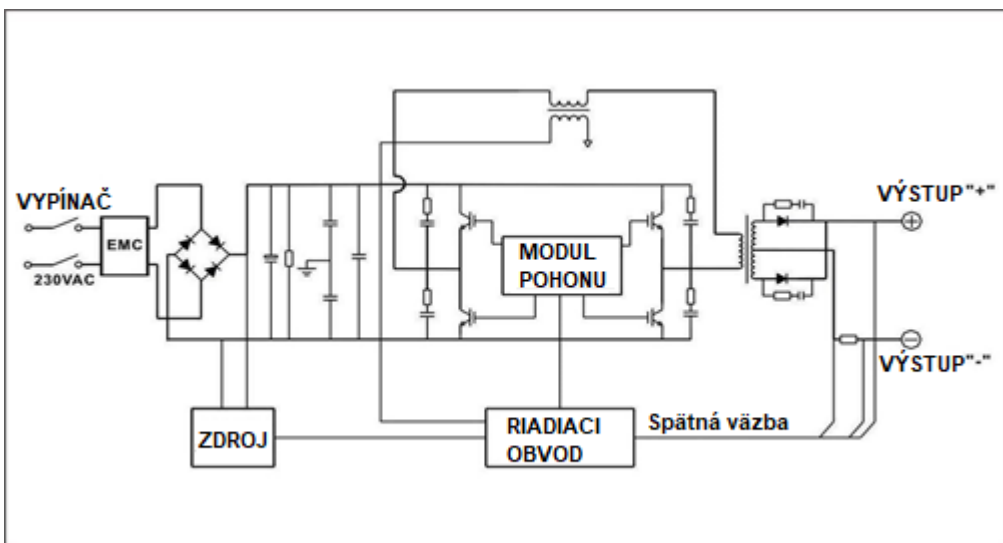 VYPÍNAČ
EMC
230VAC
MODUL
POHONU
VÝSTUP"+"
VÝSTUP"-"
ZDROJ
RIADIACI
OBVOD
Spätná väzba